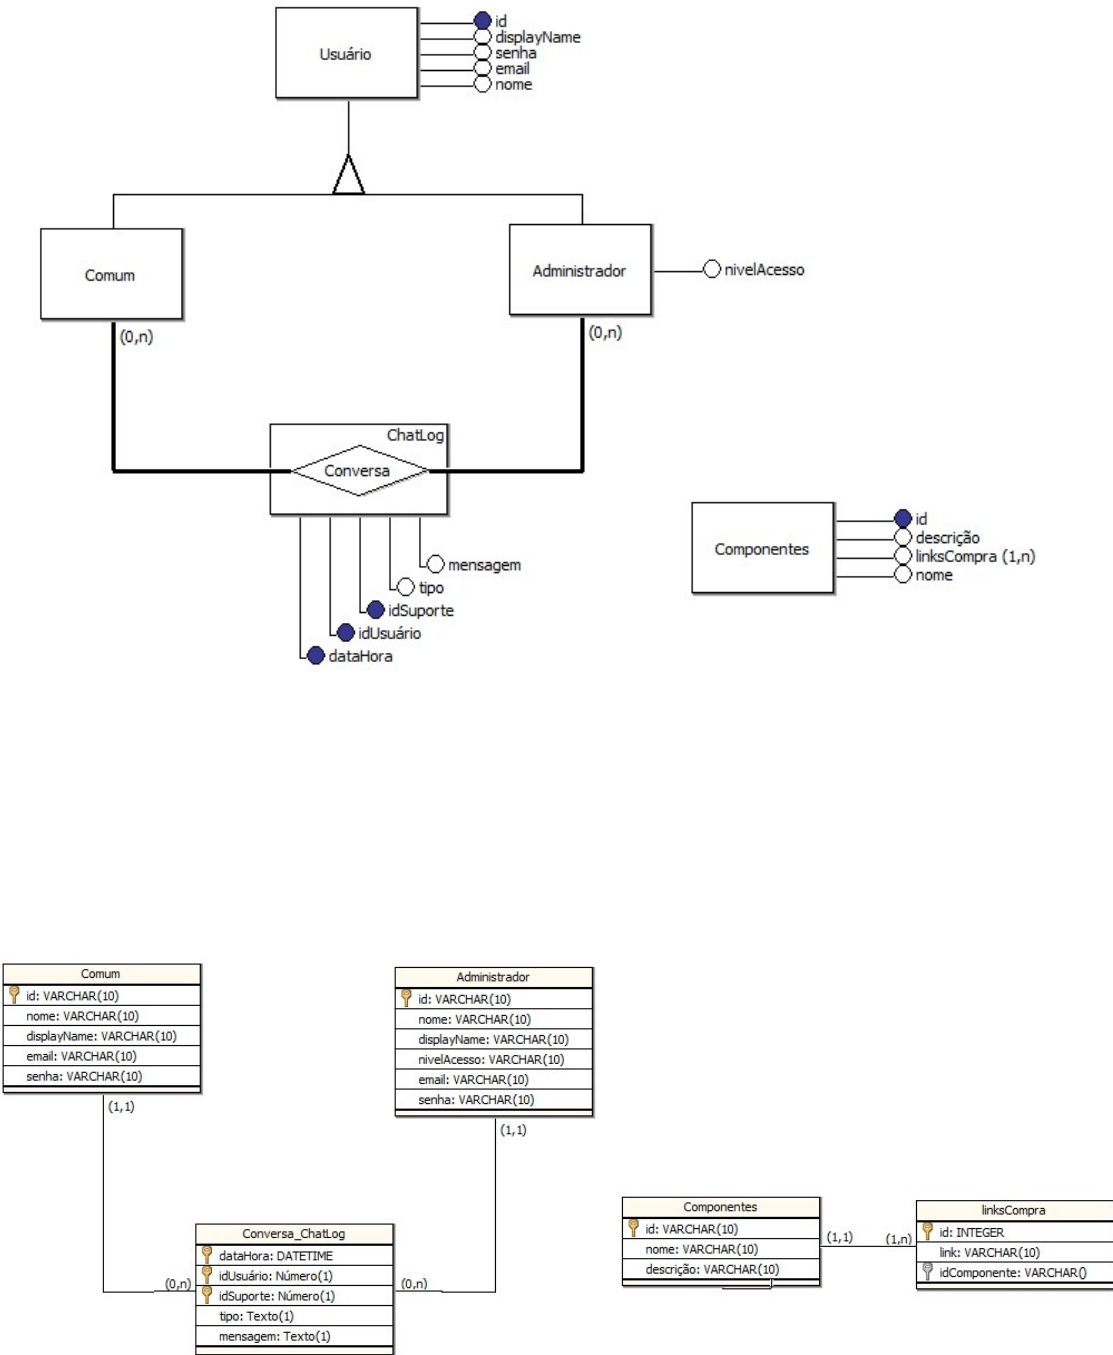 Usuário
id
displayName
senha
email
nome
Comum
(0,n)
Administrador
nivelAcesso
(0,n)
ChatLog
Conversa
mensagem
tipo
idSuporte
idUsuário
dataHora
Componentes
id
descrição
linksCompra (1,n)
nome
Comum
id: VARCHAR(10)
nome: VARCHAR(10)
displayName: VARCHAR(10)
email: VARCHAR(10)
senha: VARCHAR(10)
(1,1)
Administrador
id: VARCHAR(10)
nome: VARCHAR(10)
displayName: VARCHAR(10)
nivelAcesso: VARCHAR(10)
email: VARCHAR(10)
senha: VARCHAR(10)
(1,1)
Conversa_ChatLog
dataHora: DATETIME
idUsuário: Número(1)
idSuporte: Número(1)
tipo: Texto(1)
mensagem: Texto(1)
(0,n)
(0,n)
Componentes
id: VARCHAR(10)
nome: VARCHAR(10)
descrição: VARCHAR(10)
(1,1)
(1,n)
linksCompra
id: INTEGER
link: VARCHAR(10)
idComponente: VARCHAR()